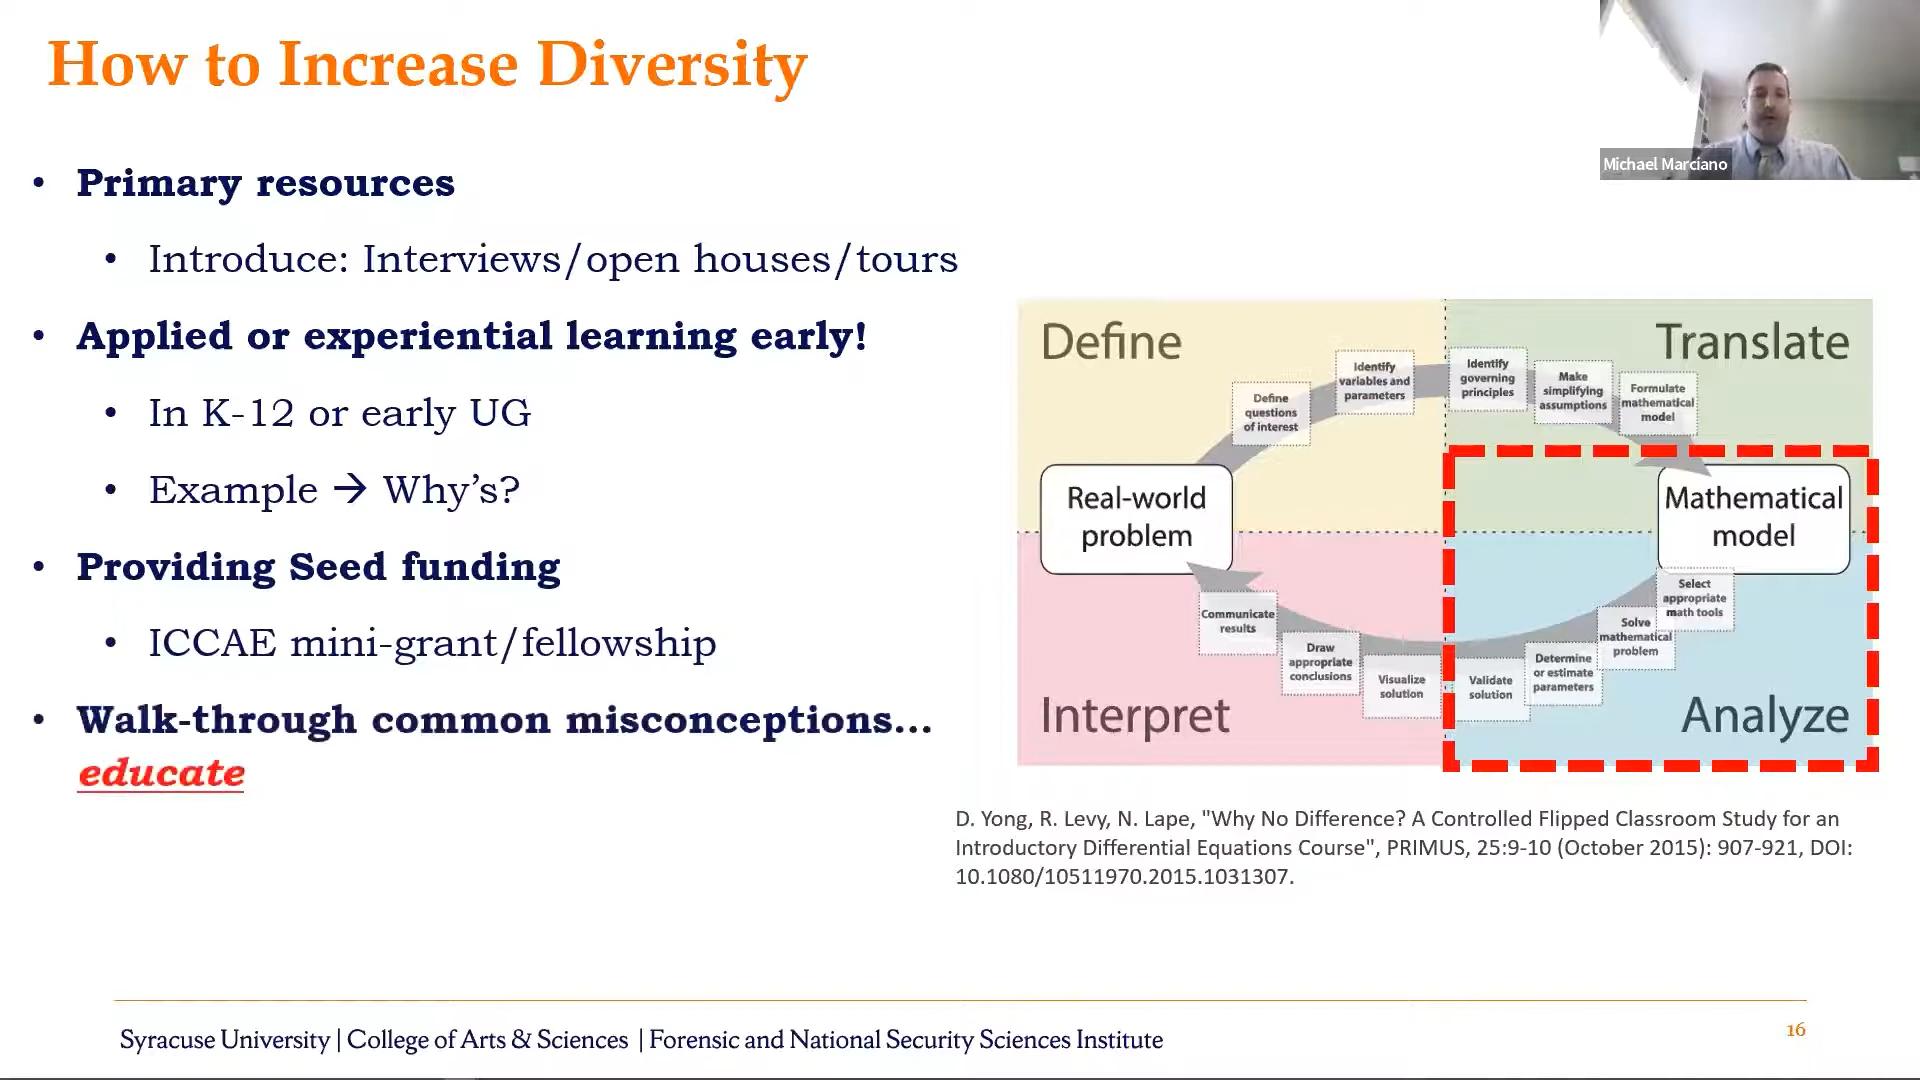 How to Increase Diversity
Michael Marciano
• Primary resources
• Introduce: Interviews/open houses/tours
• Applied or experiential learning early!
• In K-12 or early UG
• Example → Why’s?
• Providing Seed funding
• ICCAE mini-grant/fellowship
• Walk-through common misconceptions...
educate
Define
Translate
Define
questions
of interest
Identify
variables and
parameters
Identify
governing
principles
Make
simplifying
assumptions
Formulate
mathematical
model
Real-world
problem
Mathematical
model
Select
appropriate
math tools
Solve
mathematical
problem
Determine
or estimate
parameters
Validate
solution
Visualize
solution
Draw
appropriate
conclusions
Communicate
results
Interpret
Analyze
D. Yong, R. Levy, N. Lape, "Why No Difference? A Controlled Flipped Classroom Study for an
Introductory Differential Equations Course", PRIMUS, 25:9-10 (October 2015): 907-921, DOI:
10.1080/10511970.2015.1031307.
Syracuse University | College of Arts & Sciences | Forensic and National Security Sciences Institute
16